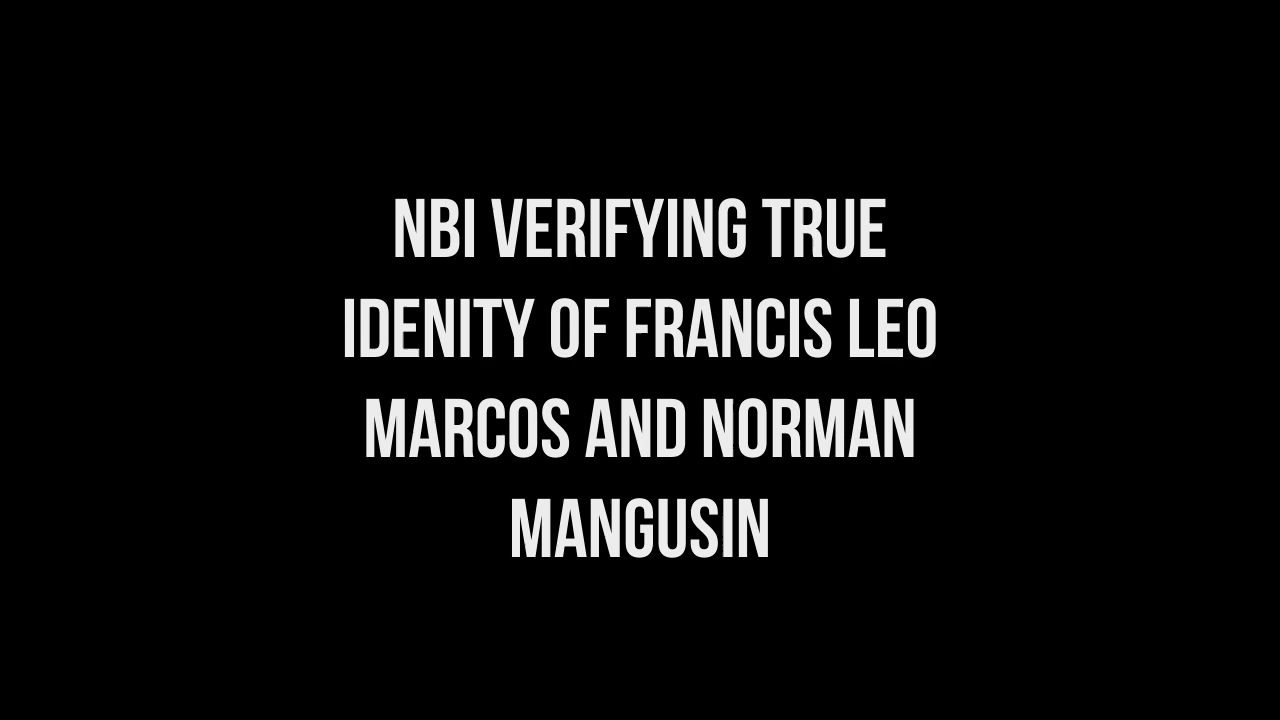 NBI VERIFYING TRUE
IDENITY OF FRANCIS LEO
MARCOS AND NORMAN
MANGUSIN